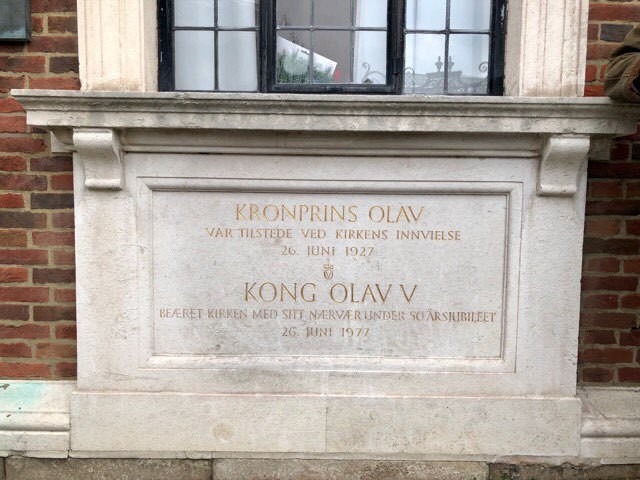 KRONPRINS OLAV
VAR TILSTEDE VED KIRKENS INNVIELSE
26. JUNI 1927
KONG OLAV V
BEÆRET KIRKEN MED SITT NÆRVÆR UNDER 50 ÅRSJUBILEET
26. JUNI 1977